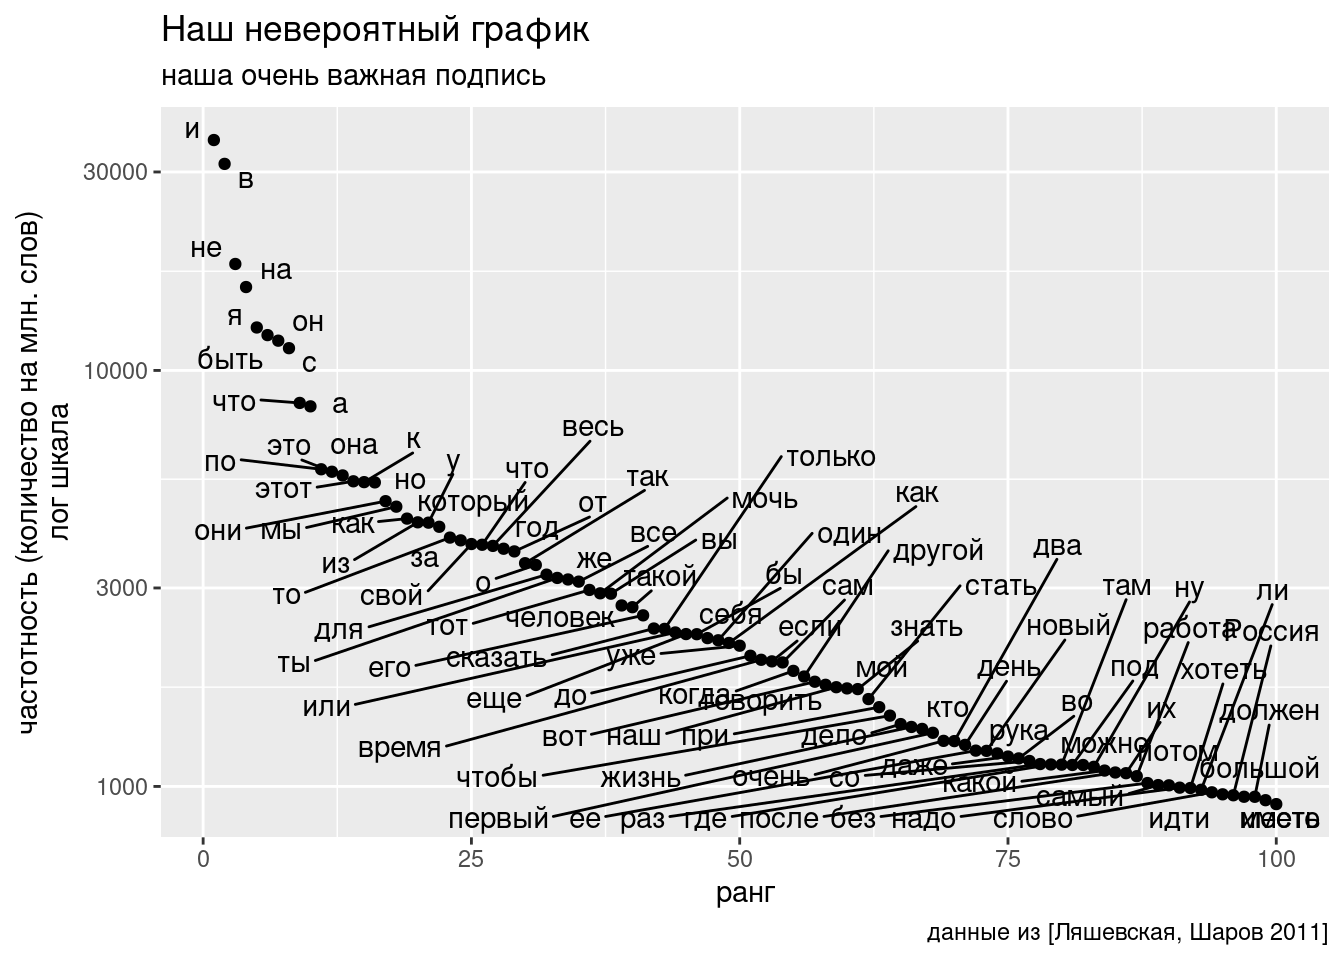 Наш невероятный график
наша очень важная подпись
частотность (количество на млн. слов)
лог шкала
30000
10000
3000
1000
и
в
не
на
я
он
быть
с
что
а
весь
к
это
она
у
только
по
что
так
этот
но
как
который
от
мочь
они
мы
как
год
все
один
вы
другой
два
из
за
же
бы
то
свой
о
такой
сам
стать
там
ну
ли
для
тот
человек
себя
если
знать
новый
работа
Россия
ты
его
сказать
уже
мой
день
под
хотеть
или
еще
до
когда
говорить
кто
во
их
должен
время
вот
наш
при
дело
рука
можно
потом
чтобы
жизнь
очень
со
даже
какой
самый
большой
первый
ее
раз
где
после
без
надо
слово
идти
иметь
0
25
50
75
100
ранг
данные из [Ляшевская, Шаров 2011]